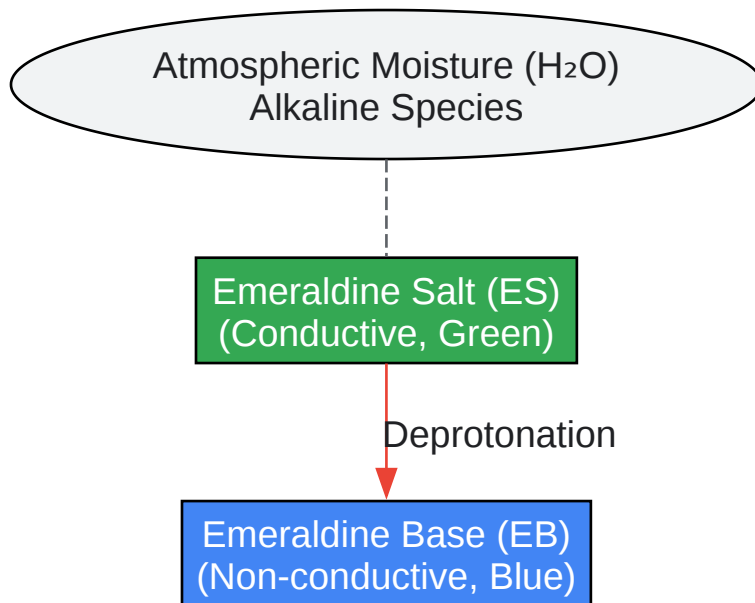 Atmospheric Moisture (H₂O)
Alkaline Species
Emeraldine Salt (ES)
(Conductive, Green)
Deprotonation
Emeraldine Base (EB)
(Non-conductive, Blue)